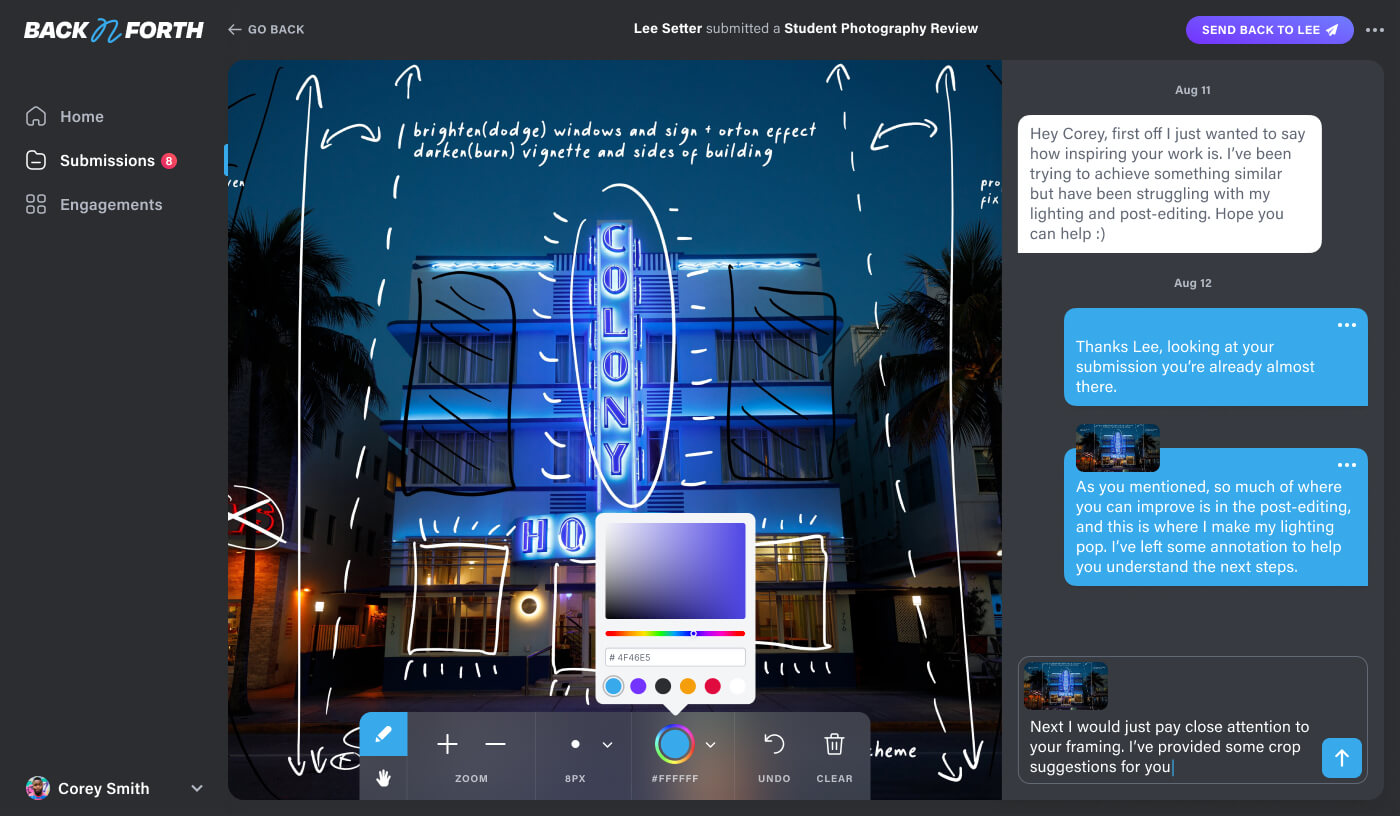 BACK n FORTH
GO BACK
Lee Setter submitted a Student Photography Review
SEND BACK TO LEE
Home
Submissions 8
Engagements
Corey Smith
brighten(dodge) windows and sign + orton effect
darken(burn) vignette and sides of building
pro
fix
COLONY
HO
736
736
# 4F46E5
ZOOM
8PX
#FFFFFF
UNDO
CLEAR
Aug 11
Hey Corey, first off I just wanted to say
how inspiring your work is. I’ve been
trying to achieve something similar
but have been struggling with my
lighting and post-editing. Hope you
can help :)
Aug 12
Thanks Lee, looking at your
submission you’re already almost
there.
As you mentioned, so much of where
you can improve is in the post-editing,
and this is where I make my lighting
pop. I’ve left some annotation to help
you understand the next steps.
Next I would just pay close attention to
your framing. I’ve provided some crop
suggestions for you